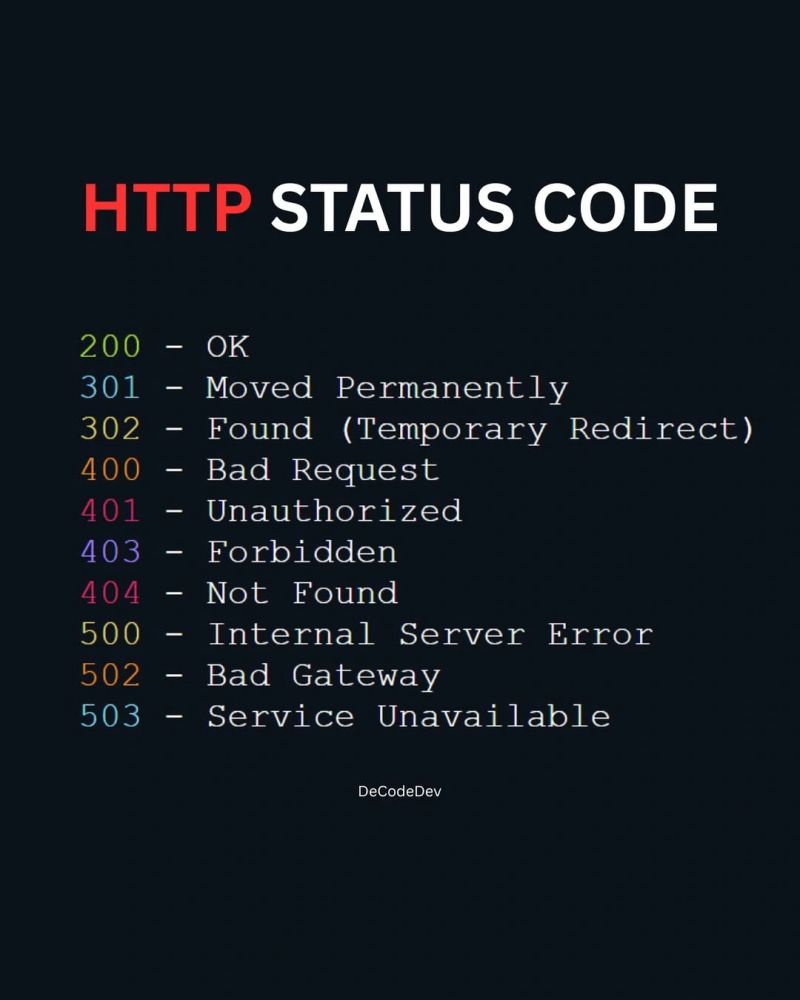 HTTP STATUS CODE
200 - OK
301 - Moved Permanently
302 - Found (Temporary Redirect)
400 - Bad Request
401 - Unauthorized
403 - Forbidden
404 - Not Found
500 - Internal Server Error
502 - Bad Gateway
503 - Service Unavailable
DeCodeDev